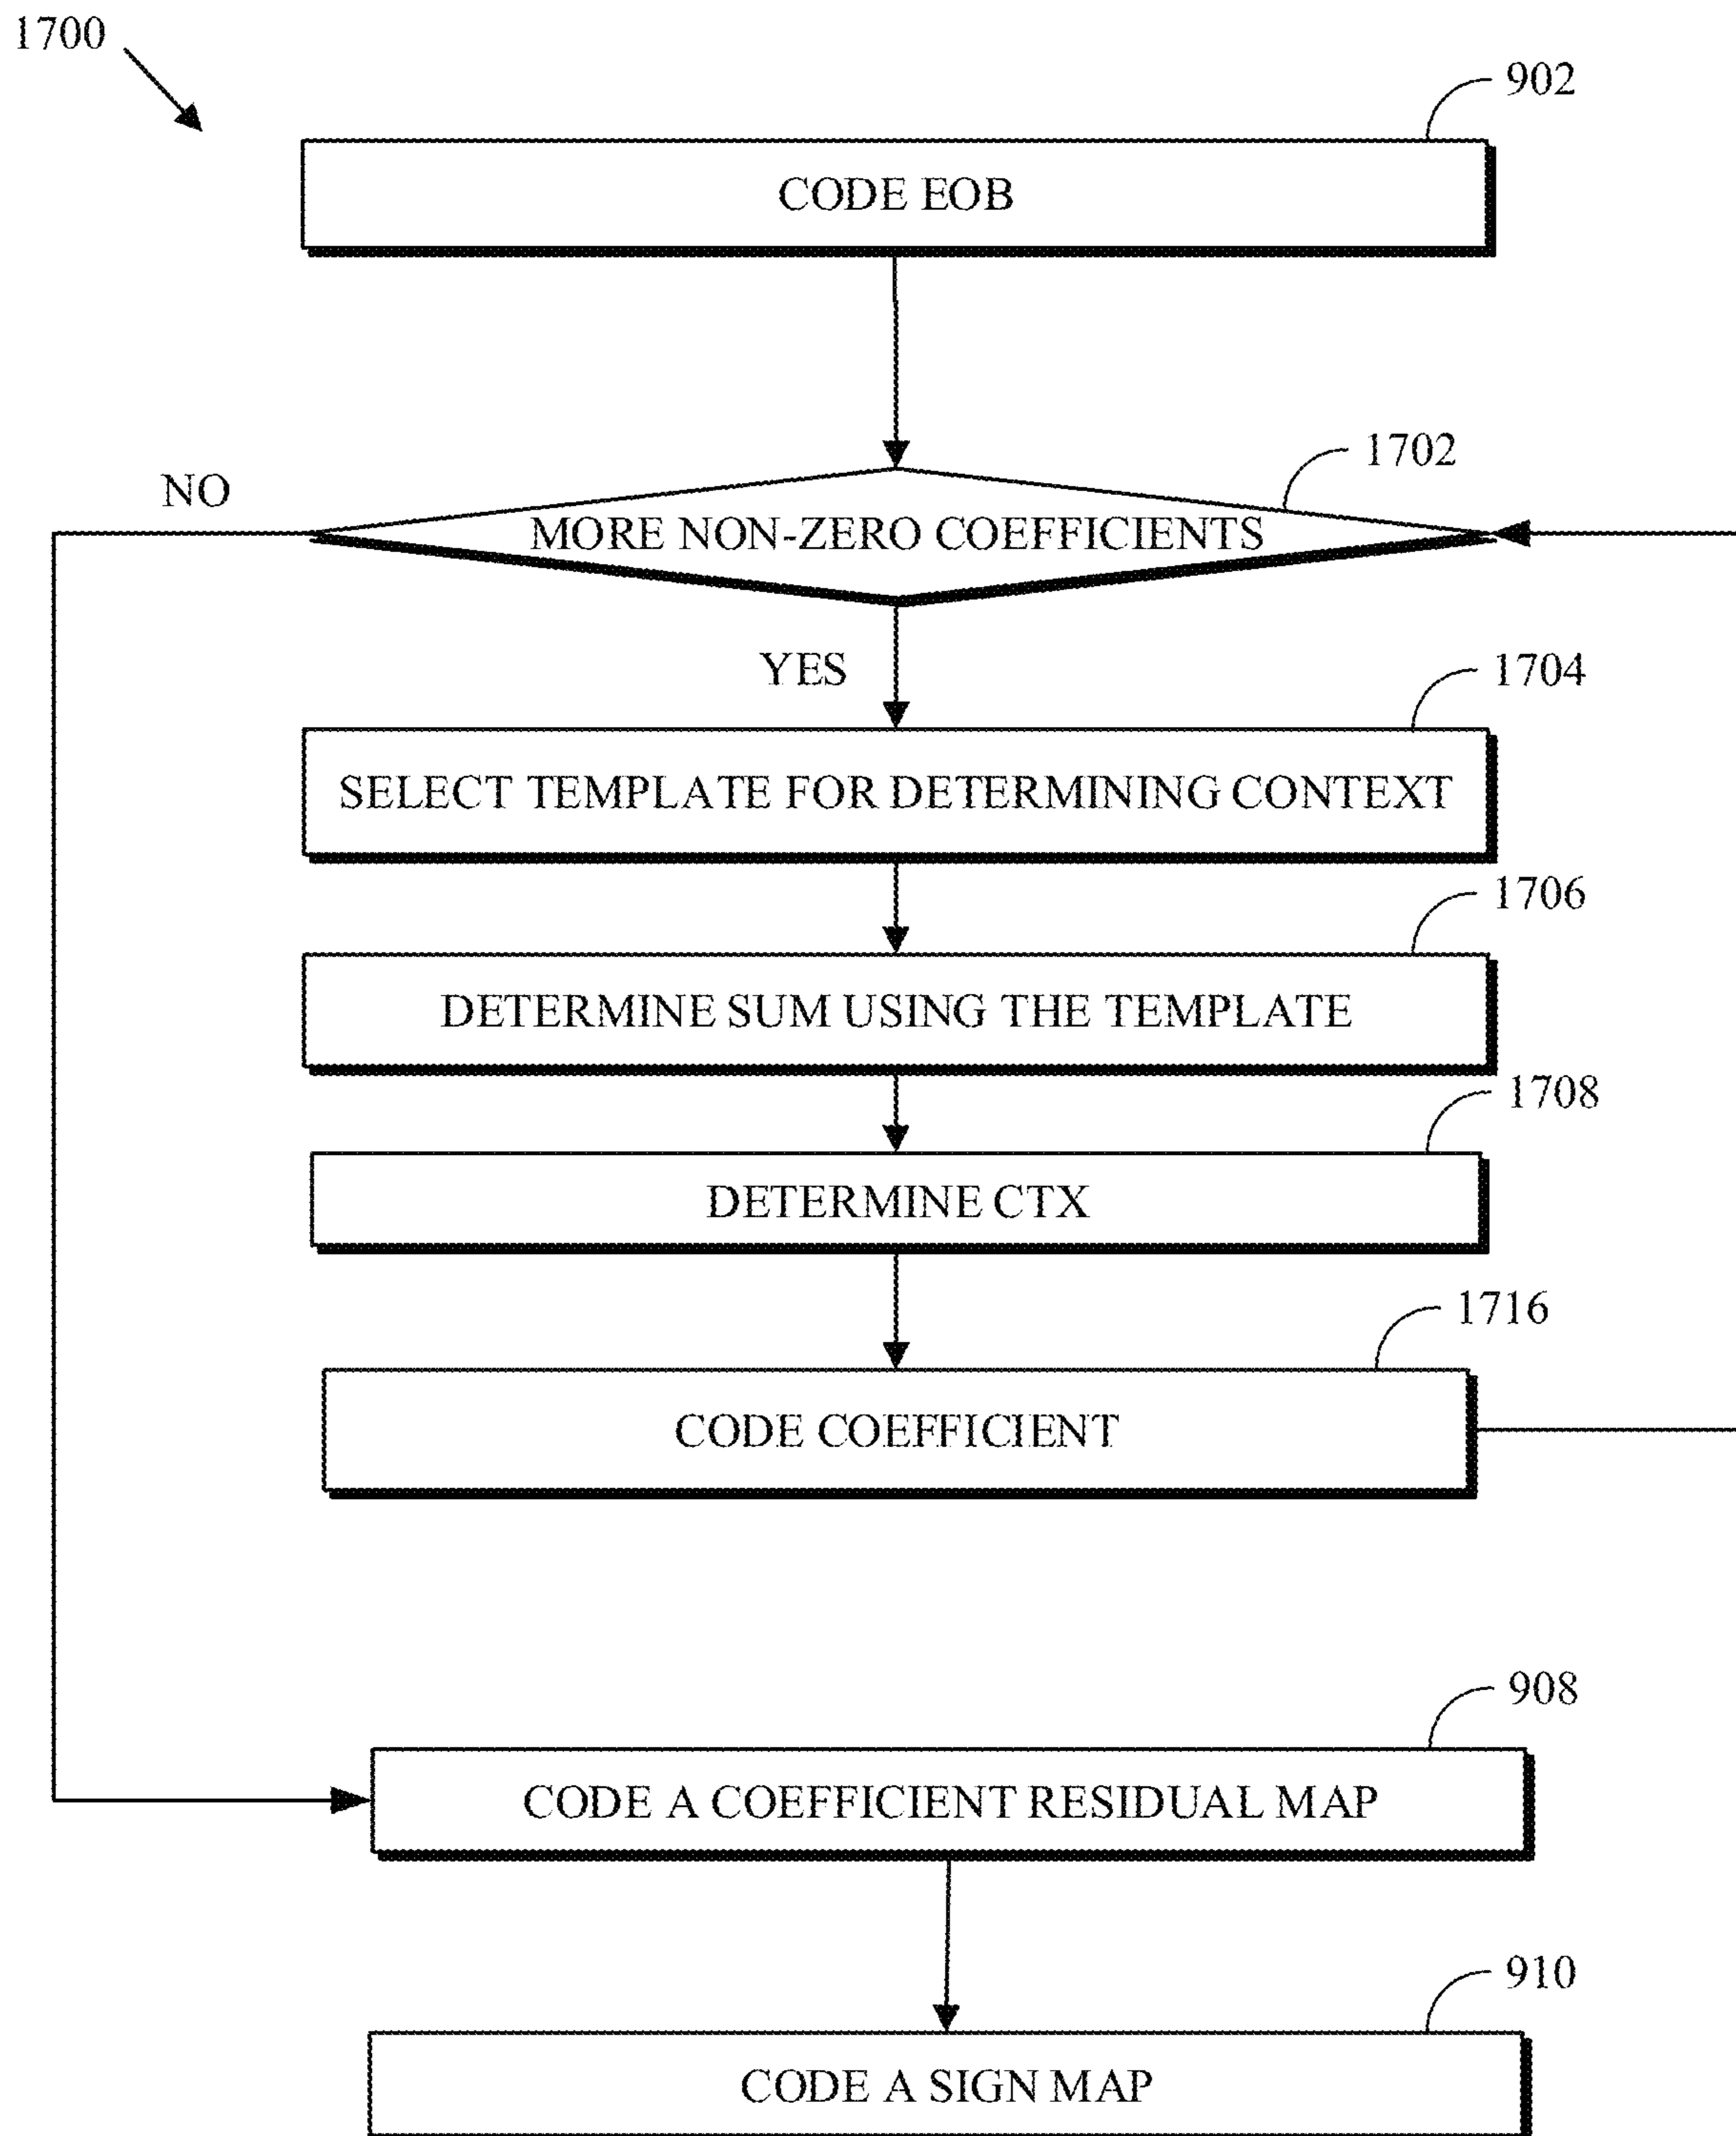 1700
902
CODE EOB
1702
NO
MORE NON-ZERO COEFFICIENTS
YES
1704
SELECT TEMPLATE FOR DETERMINING CONTEXT
1706
DETERMINE SUM USING THE TEMPLATE
1708
DETERMINE CTX
1716
CODE COEFFICIENT
908
CODE A COEFFICIENT RESIDUAL MAP
910
CODE A SIGN MAP